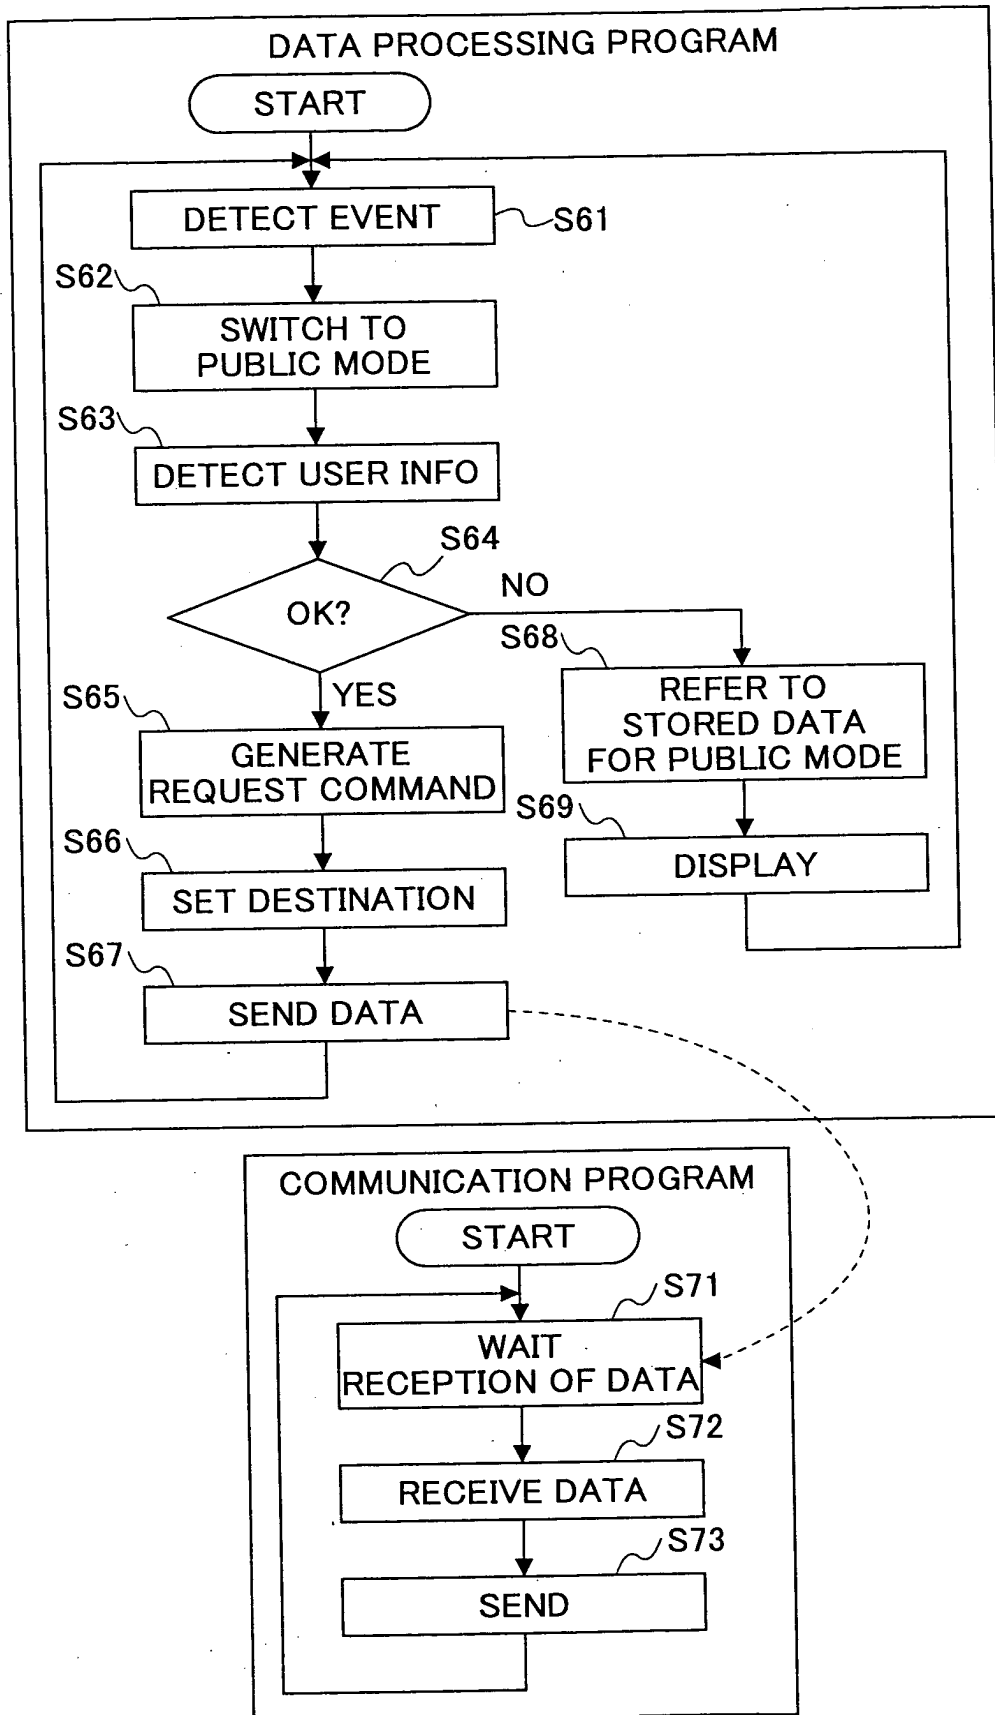 DATA PROCESSING PROGRAM
START
DETECT EVENT
S61
S62
SWITCH TO
PUBLIC MODE
S63
DETECT USER INFO
S64
OK?
NO
YES
S65
GENERATE
REQUEST COMMAND
S66
SET DESTINATION
S67
SEND DATA
S68
REFER TO
STORED DATA
FOR PUBLIC MODE
S69
DISPLAY
COMMUNICATION PROGRAM
START
S71
WAIT
RECEPTION OF DATA
S72
RECEIVE DATA
S73
SEND